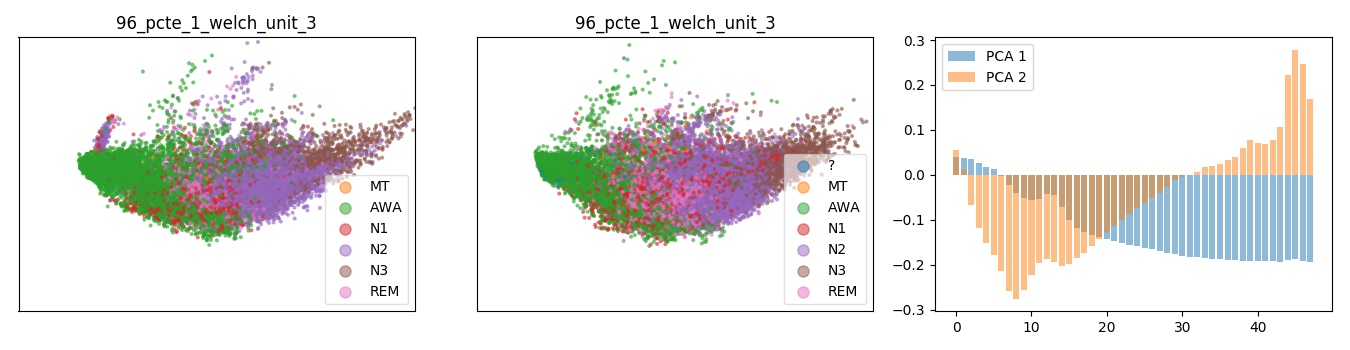 96_pcte_1_welch_unit_3
MT
AWA
N1
N2
N3
REM
96_pcte_1_welch_unit_3
?
MT
AWA
N1
N2
N3
REM
0.3
0.2
0.1
0.0
−0.1
−0.2
−0.3
PCA 1
PCA 2
0 10 20 30 40